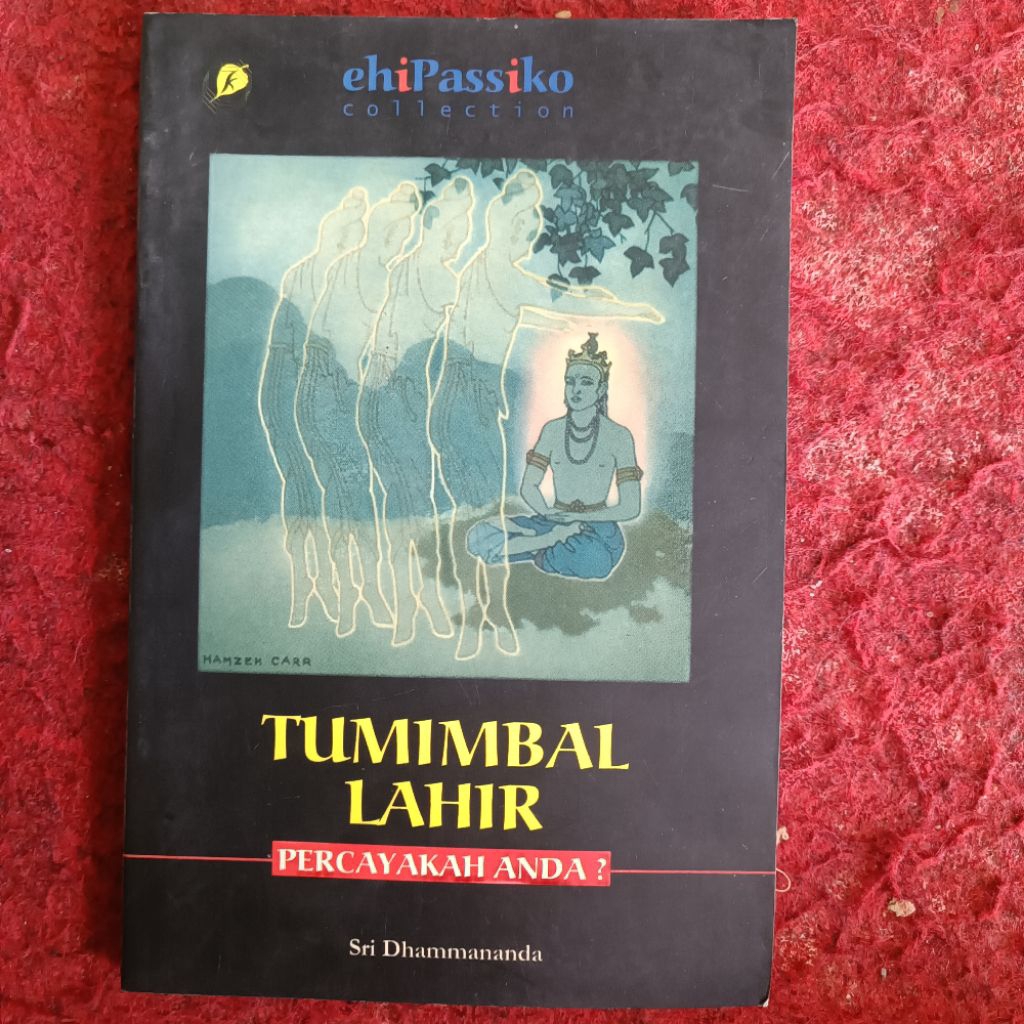 K
ehiPassiko
collection
HAMZEH CARR
TUMIMBAL
LAHIR
PERCAYAKAH ANDA ?
Sri Dhammananda